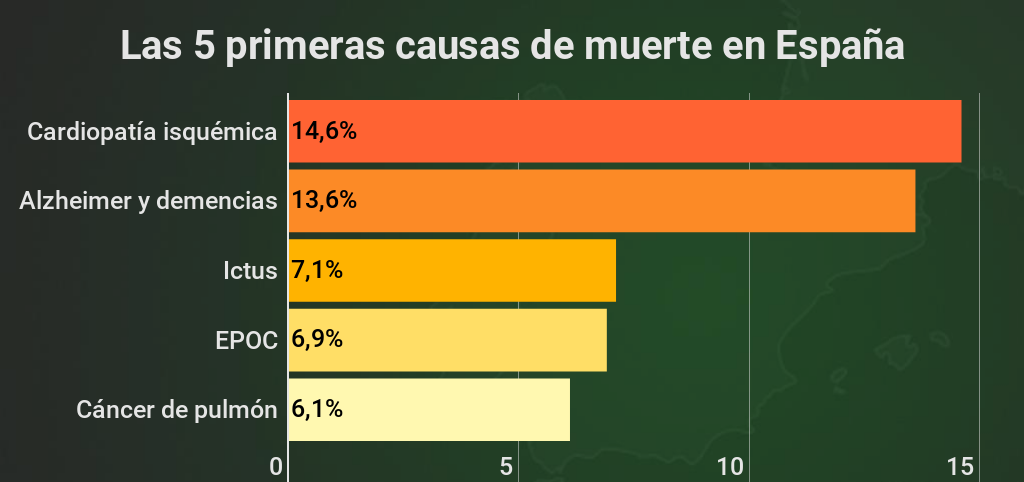 Las 5 primeras causas de muerte en España
Cardiopatía isquémica 14,6%
Alzheimer y demencias 13,6%
Ictus 7,1%
EPOC 6,9%
Cáncer de pulmón 6,1%
0 5 10 15